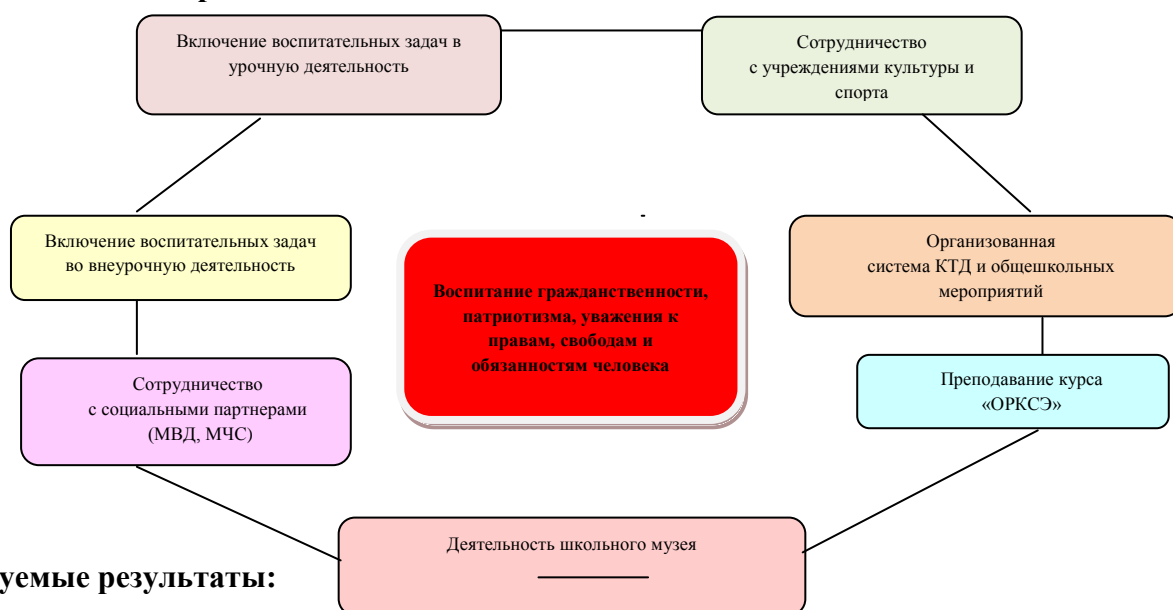 Включение воспитательных задач в
урочную деятельность
Сотрудничество
с учреждениями культуры и
спорта
Включение воспитательных задач
во внеурочную деятельность
Воспитание гражданственности,
патриотизма, уважения к
правам, свободам и
обязанностям человека
Организованная
система КТД и общешкольных
мероприятий
Сотрудничество
с социальными партнерами
(МВД, МЧС)
Преподавание курса
«ОРКСЭ»
Деятельность школьного музея
уемые результаты: